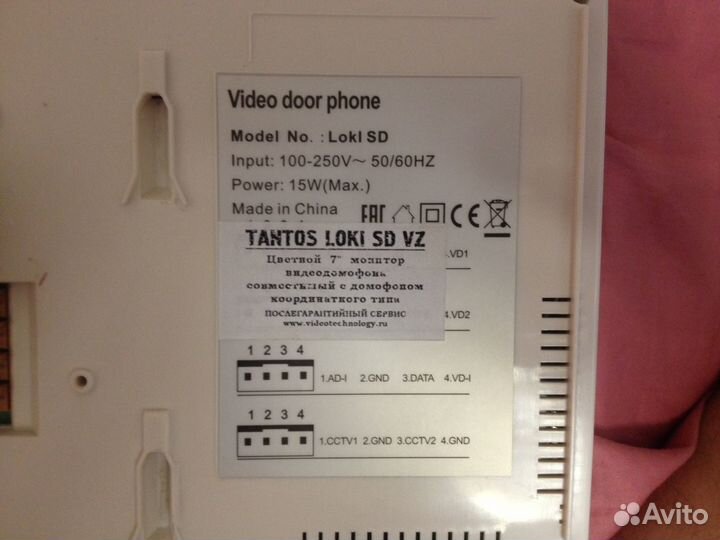 Video door phone
Model No. : LokI SD
Input: 100-250V~ 50/60HZ
Power: 15W(Max.)
Made in China
EAC CE
TANTOS LOKI SD VZ
Цветной 7" монитор
видеодомофона
совместимый с домофоном
координатного типа
ПОСЛЕГАРАНТИЙНЫЙ СЕРВИС
www.videotechnology.ru
4.VD1
4.VD2
1 2 3 4
1.AD-I 2.GND 3.DATA 4.VD-I
1 2 3 4
1.CCTV1 2.GND 3.CCTV2 4.GND
Avito